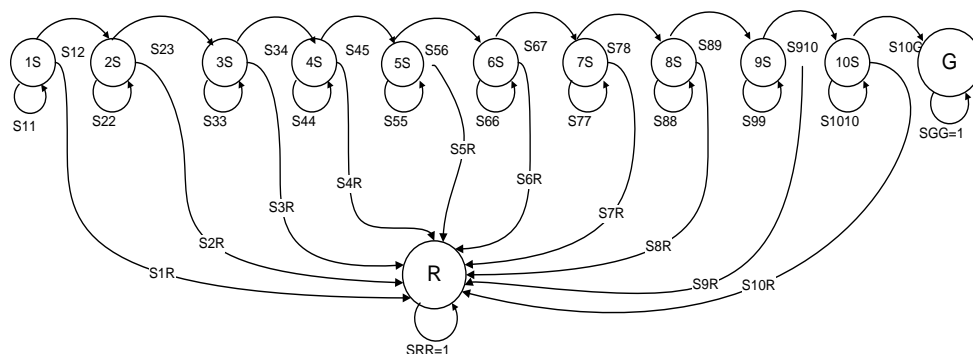 S12 S23 S34 S45 S56 S67 S78 S89 S910 S10G
1S 2S 3S 4S 5S 6S 7S 8S 9S 10S G
S11 S22 S33 S44 S55 S66 S77 S88 S99 S1010
SGG=1
S5R
S4R S6R
S3R S7R
S2R S8R
S1R S9R S10R
R
SRR=1